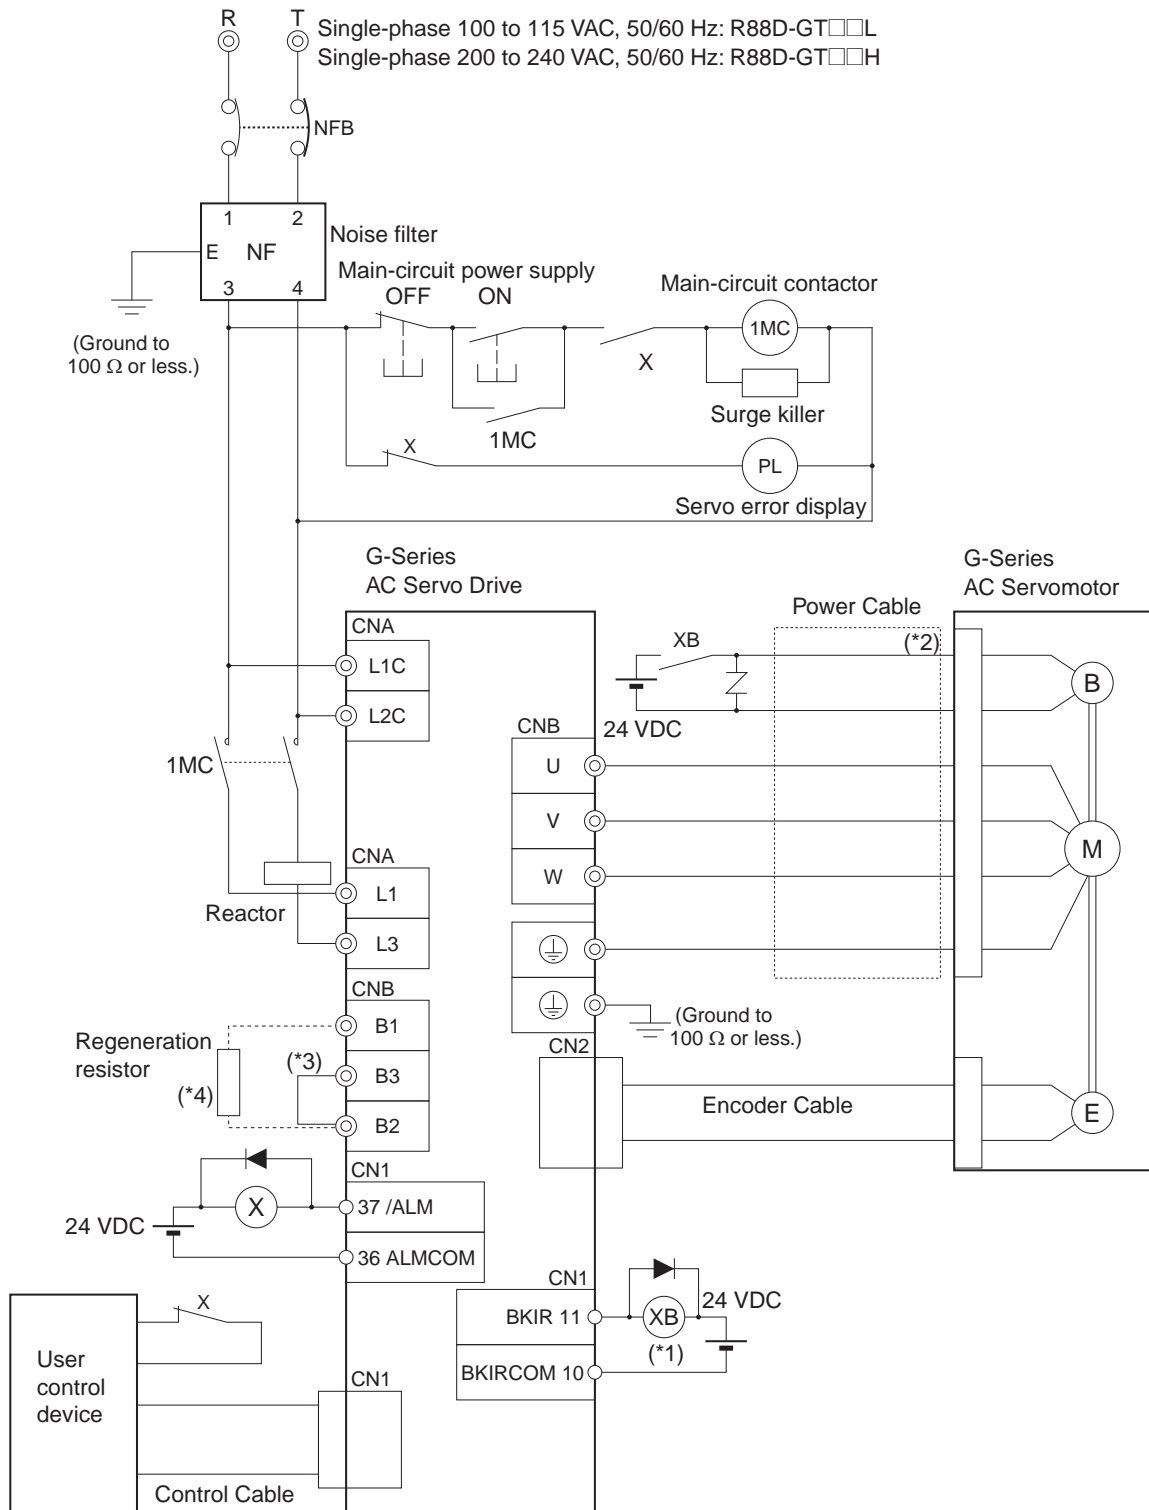 R T
Single-phase 100 to 115 VAC, 50/60 Hz: R88D-GT□□L
Single-phase 200 to 240 VAC, 50/60 Hz: R88D-GT□□H
NFB
1 2
E NF
3 4
Noise filter
(Ground to
100 Ω or less.)
Main-circuit power supply
OFF ON
Main-circuit contactor
1MC
X
Surge killer
1MC
X
PL
Servo error display
G-Series
AC Servo Drive
G-Series
AC Servomotor
Power Cable
CNA
L1C
L2C
XB
(*2)
B
24 VDC
1MC
CNB
U
V
W
M
CNA
L1
L3
Reactor
CNB
B1
B3
B2
Regeneration
resistor
(*3)
(*4)
(Ground to
100 Ω or less.)
CN2
Encoder Cable
E
CN1
37 /ALM
36 ALMCOM
X
24 VDC
CN1
BKIR 11
BKIRCOM 10
XB
(*1)
24 VDC
X
User
control
device
CN1
Control Cable